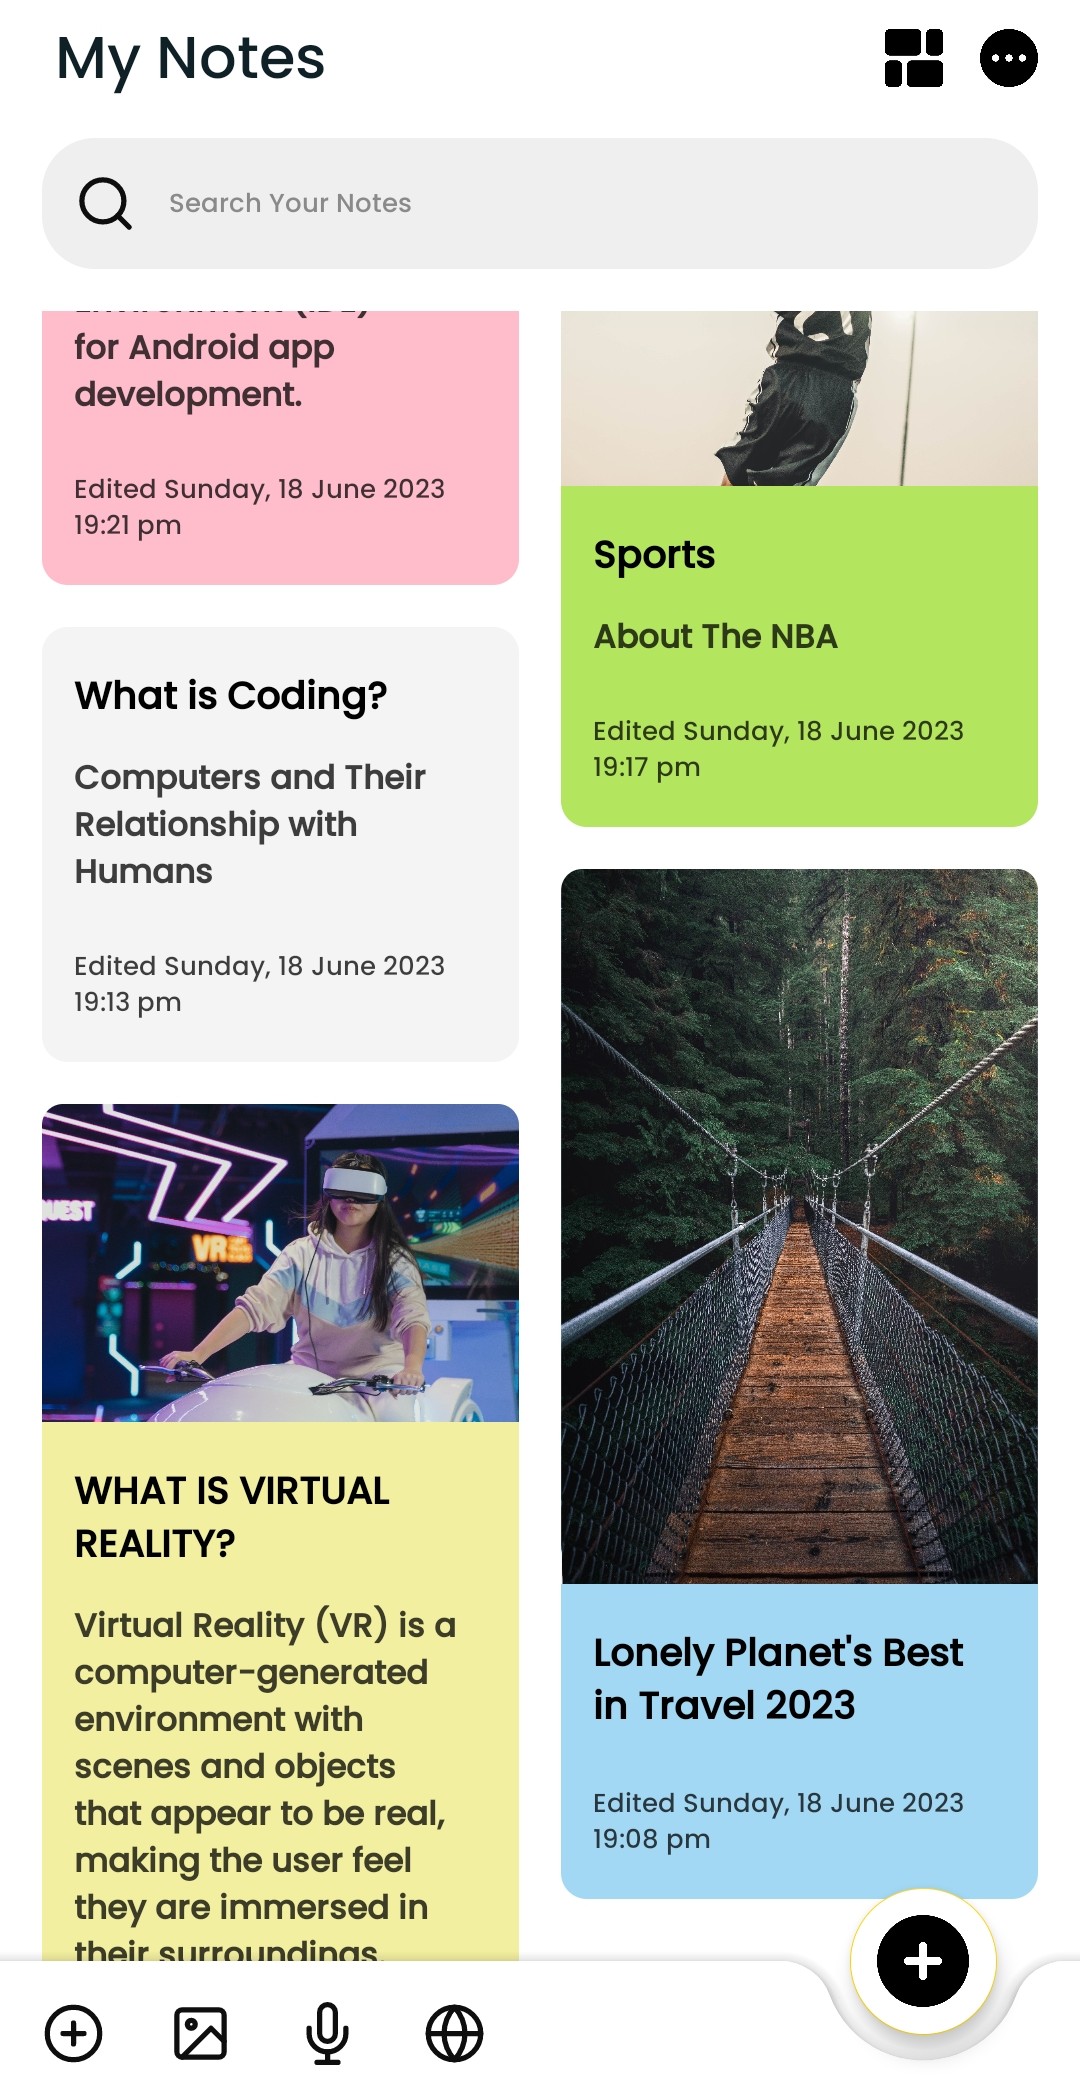 My Notes
Search Your Notes
for Android app
development.
Edited Sunday, 18 June 2023
19:21 pm
What is Coding?
Computers and Their
Relationship with
Humans
Edited Sunday, 18 June 2023
19:13 pm
VR
WHAT IS VIRTUAL
REALITY?
Virtual Reality (VR) is a
computer-generated
environment with
scenes and objects
that appear to be real,
making the user feel
they are immersed in
their surroundings.
Sports
About The NBA
Edited Sunday, 18 June 2023
19:17 pm
Lonely Planet's Best
in Travel 2023
Edited Sunday, 18 June 2023
19:08 pm